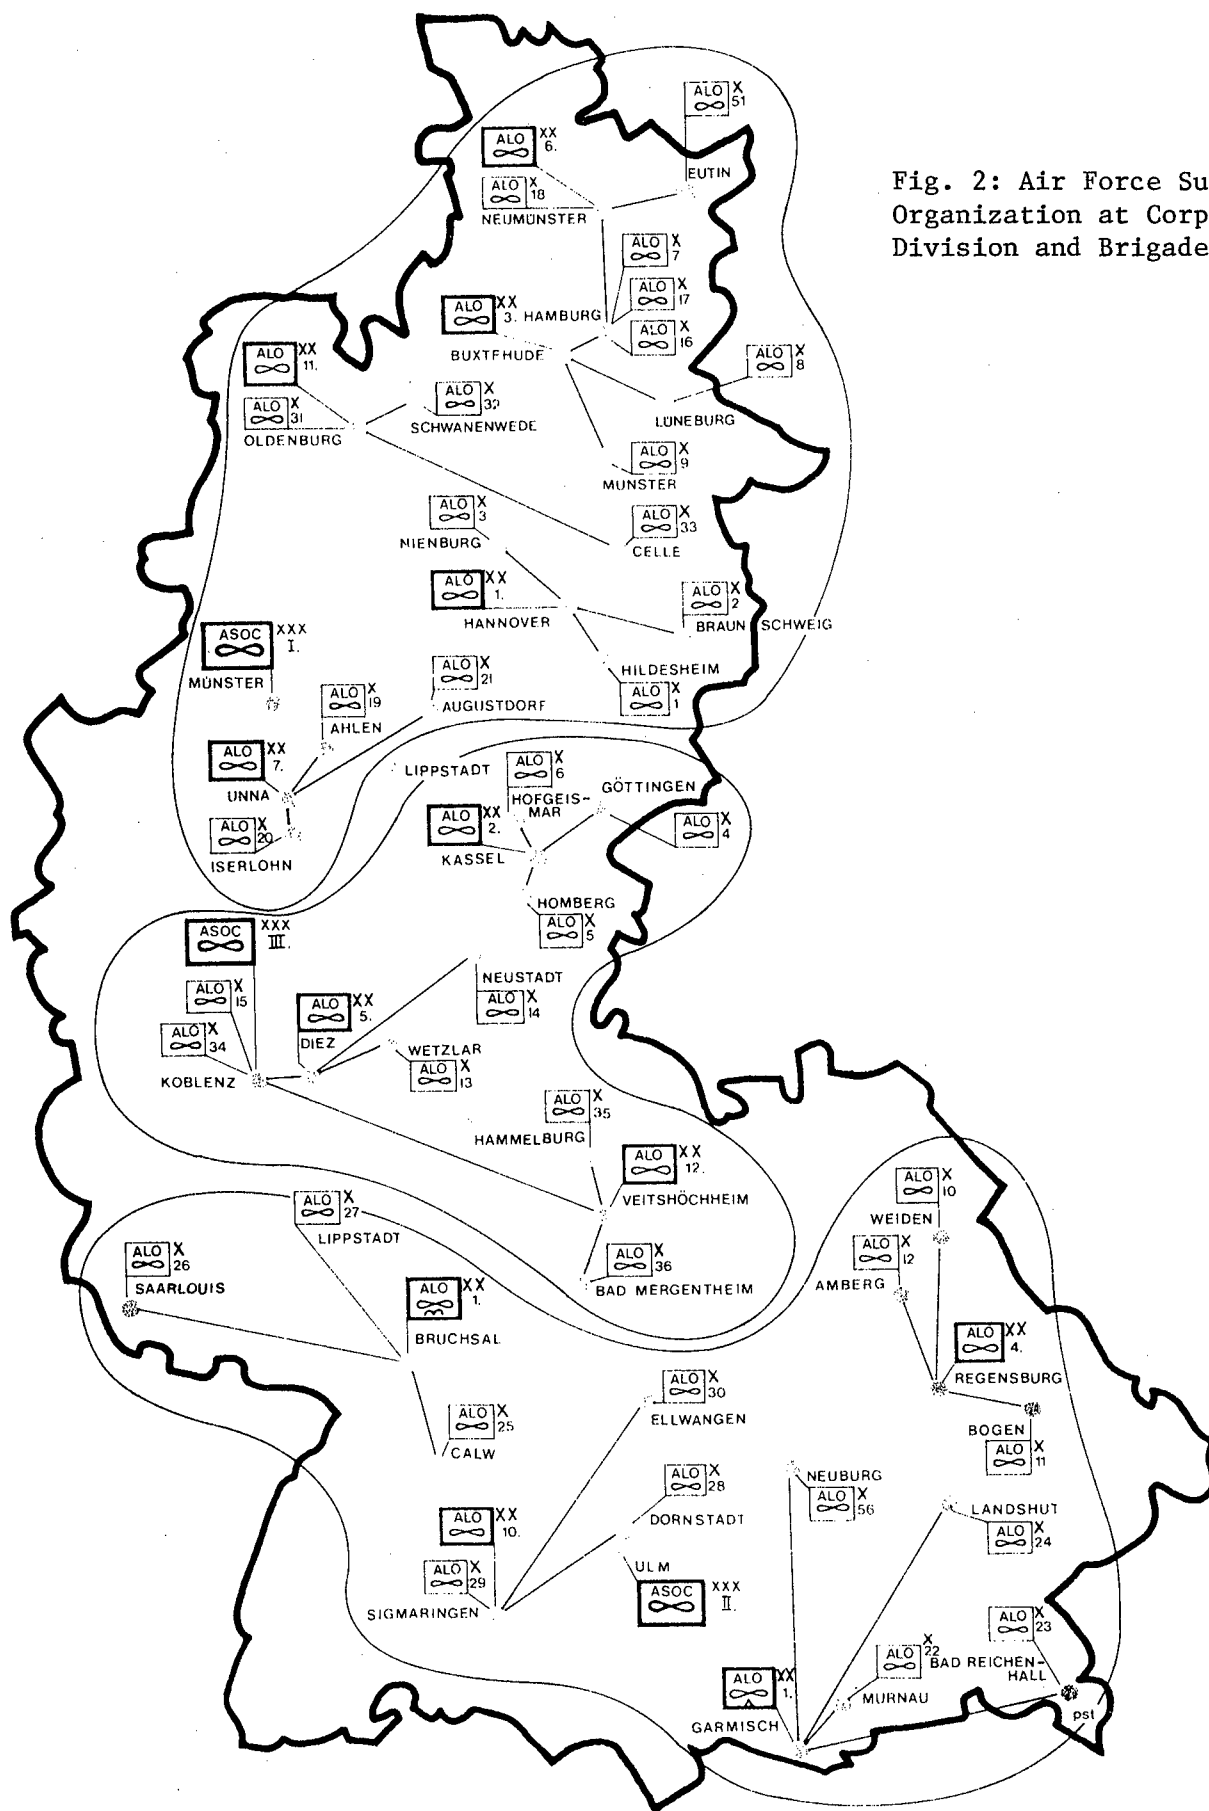 Fig. 2: Air Force Su
Organization at Corp
Division and Brigade
ALO X 51
EUTIN
ALO XX 6.
ALO X 18
NEUMÜNSTER
ALO X 7
ALO X 17
ALO X 16
ALO XX 3. HAMBURG
BUXTEHUDE
ALO X 8
LÜNEBURG
ALO XX 11.
ALO X 31
OLDENBURG
ALO X 32
SCHWANENWEDE
ALO X 9
MUNSTER
ALO X 3
NIENBURG
ALO X 33
CELLE
ALO XX 1.
HANNOVER
ALO X 2
BRAUNSCHWEIG
ASOC XXX I.
MÜNSTER
HILDESHEIM
ALO X 1
ALO X 21
AUGUSTDORF
ALO X 19
AHLEN
ALO XX 7.
UNNA
LIPPSTADT
ALO X 6
HOFGEIS-
MAR
GÖTTINGEN
ALO X 4
ALO X 20
ISERLOHN
ALO XX 2.
KASSEL
HOMBERG
ALO X 5
ASOC XXX III.
ALO X 15
ALO X 34
KOBLENZ
ALO XX 5.
DIEZ
NEUSTADT
ALO X 14
WETZLAR
ALO X 13
ALO X 35
HAMMELBURG
ALO XX 12.
VEITSHÖCHHEIM
ALO X 36
BAD MERGENTHEIM
ALO X 10
WEIDEN
ALO X 12
AMBERG
ALO X 27
LIPPSTADT
ALO X 26
SAARLOUIS
ALO XX 1.
BRUCHSAL
ALO XX 4.
REGENSBURG
BOGEN
ALO X 11
ALO X 30
ELLWANGEN
ALO X 25
CALW
ALO X 28
DORNSTADT
NEUBURG
ALO X 56
LANDSHUT
ALO X 24
ALO XX 10.
ALO X 29
SIGMARINGEN
ULM
ASOC XXX II.
ALO X 23
BAD REICHEN-
HALL
ALO X 22
MURNAU
ALO XX 1.
GARMISCH
pst